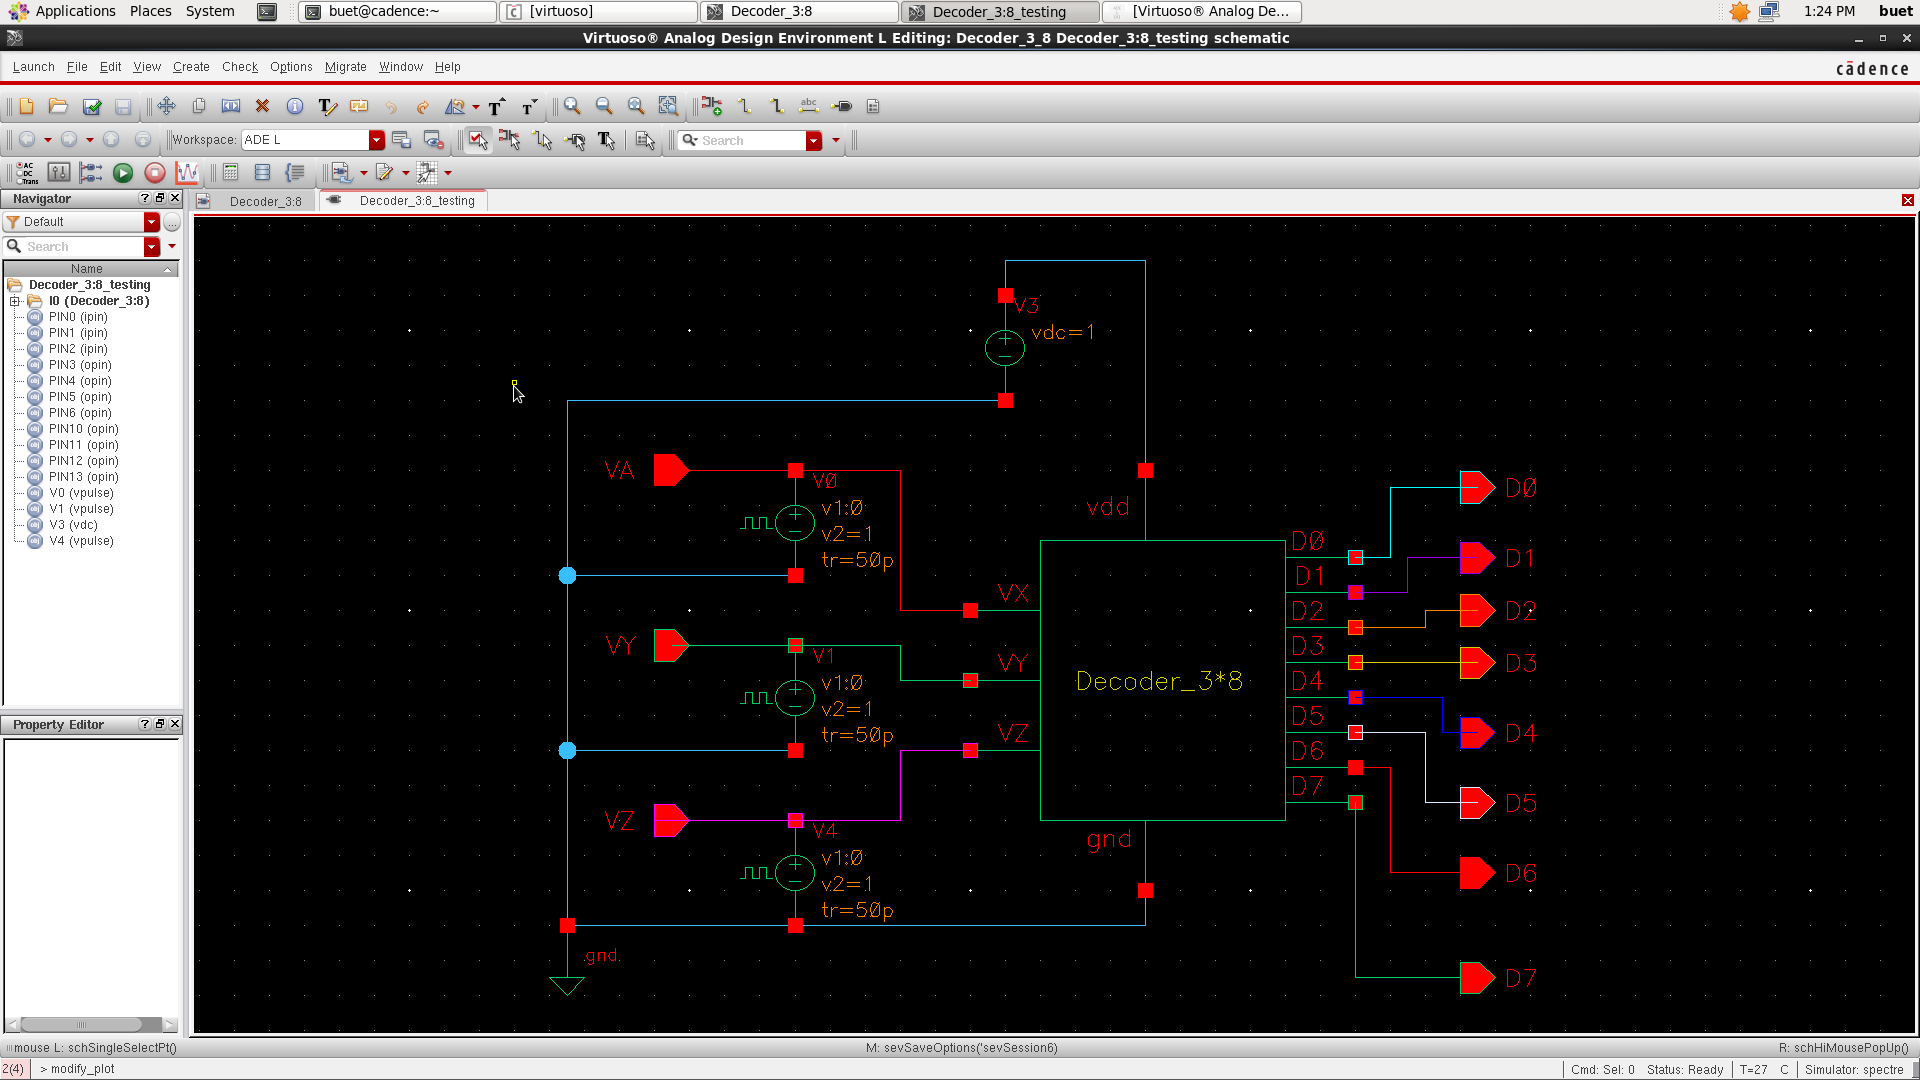 Applications Places System buet@cadence:~ [virtuoso] Decoder_3:8 Decoder_3:8_testing [Virtuoso® Analog De... 1:24 PM buet
Virtuoso® Analog Design Environment L Editing: Decoder_3_8 Decoder_3:8_testing schematic
Launch File Edit View Create Check Options Migrate Window Help cādence
abc
Workspace: ADE L Search
AC DC Trans
Navigator Decoder_3:8 Decoder_3:8_testing
Default
Search
Name
Decoder_3:8_testing
I0 (Decoder_3:8)
PIN0 (ipin)
PIN1 (ipin)
PIN2 (ipin)
PIN3 (opin)
PIN4 (opin)
PIN5 (opin)
PIN6 (opin)
PIN10 (opin)
PIN11 (opin)
PIN12 (opin)
PIN13 (opin)
V0 (vpulse)
V1 (vpulse)
V3 (vdc)
V4 (vpulse)
Property Editor
V3
vdc=1
VA
V0
v1:0
v2=1
tr=50p
VY
V1
v1:0
v2=1
tr=50p
VZ
V4
v1:0
v2=1
tr=50p
gnd
vdd
VX
VY
VZ
Decoder_3*8
gnd
D0
D1
D2
D3
D4
D5
D6
D7
D0
D1
D2
D3
D4
D5
D6
D7
mouse L: schSingleSelectPt() M: sevSaveOptions('sevSession6) R: schHiMousePopUp()
2(4) > modify_plot Cmd: Sel: 0 Status: Ready T=27 C Simulator: spectre